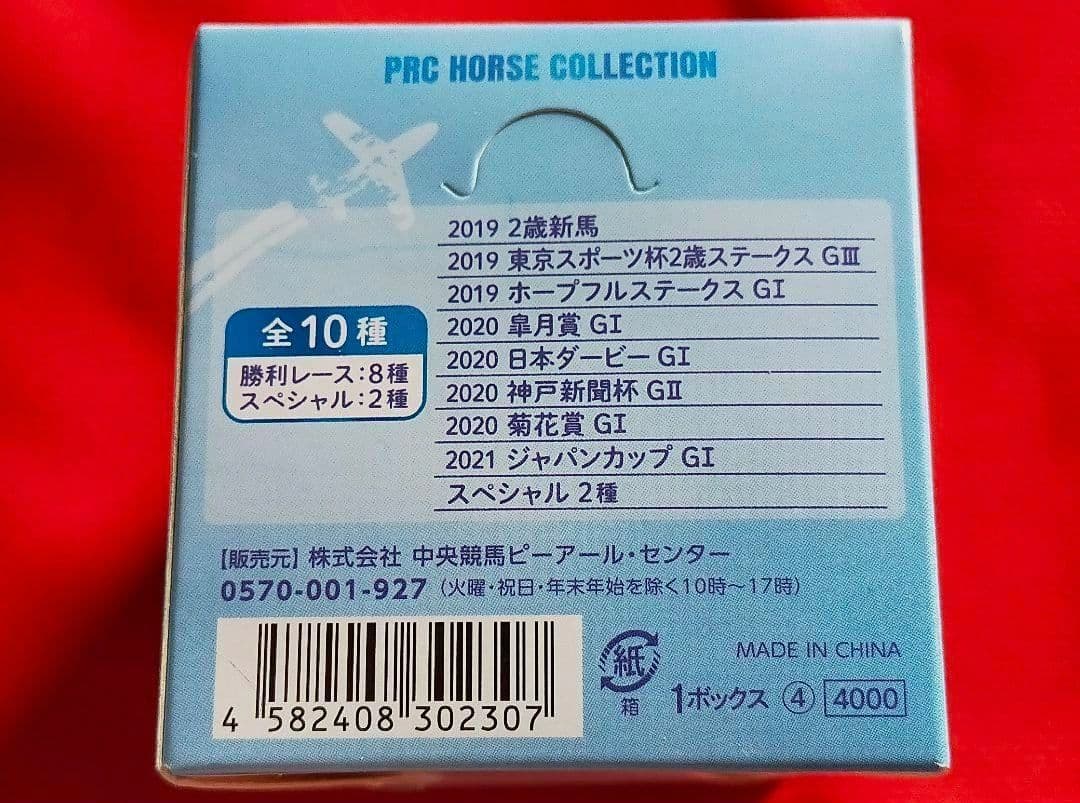 PRC HORSE COLLECTION
2019 2歳新馬
2019 東京スポーツ杯2歳ステークス GⅢ
2019 ホープフルステークス GⅠ
2020 皐月賞 GⅠ
2020 日本ダービー GⅠ
2020 神戸新聞杯 GⅡ
2020 菊花賞 GⅠ
2021 ジャパンカップ GⅠ
スペシャル 2種
全10種
勝利レース:8種
スペシャル:2種
【販売元】株式会社 中央競馬ピーアール・センター
0570-001-927（火曜・祝日・年末年始を除く10時～17時）
4 582408 302307
紙
箱
MADE IN CHINA
1ボックス ④ 4000